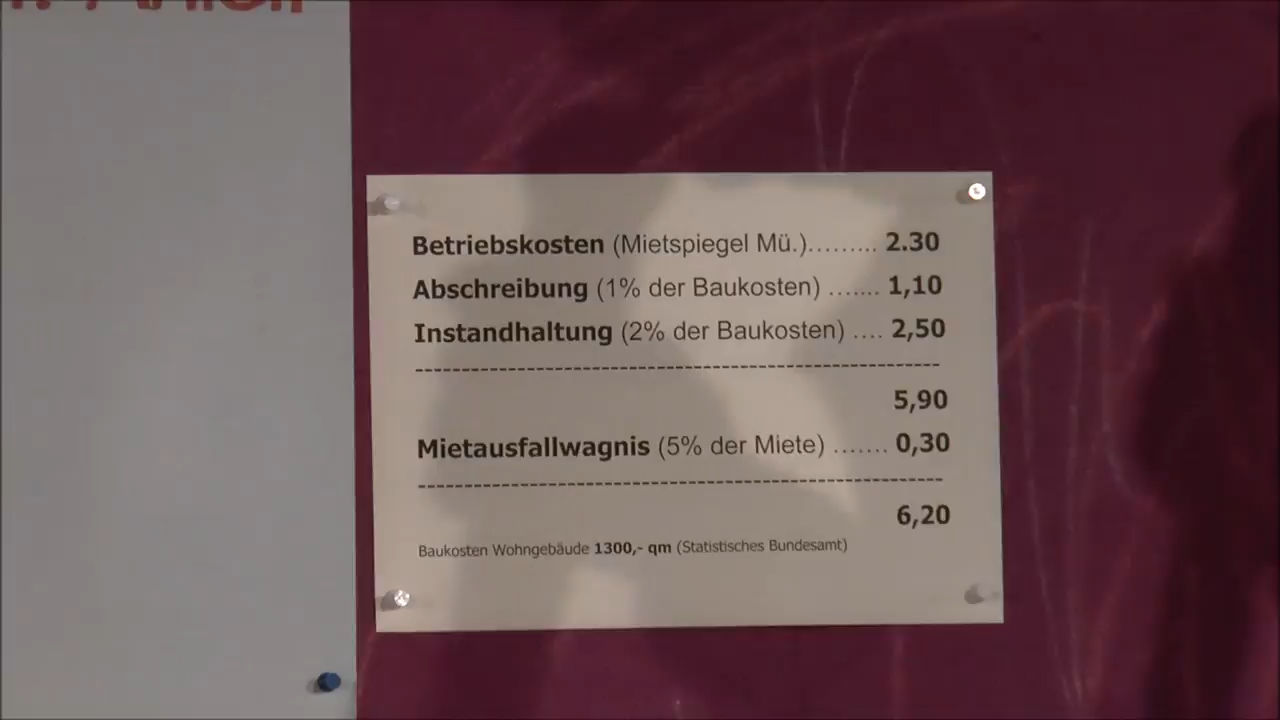 Betriebskosten (Mietspiegel Mü.)......... 2.30
Abschreibung (1% der Baukosten) ....... 1,10
Instandhaltung (2% der Baukosten) .... 2,50
---------------------------------------------------------
5,90
Mietausfallwagnis (5% der Miete) ....... 0,30
---------------------------------------------------------
6,20
Baukosten Wohngebäude 1300,- qm (Statistisches Bundesamt)